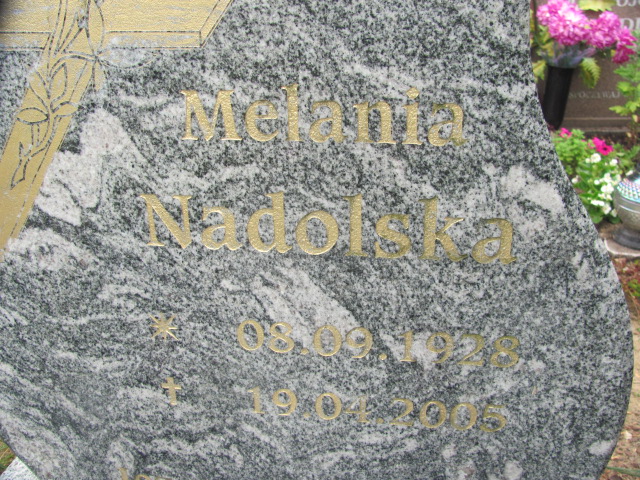 Melania
Nadolska
* 08.09.1928
† 19.04.2005